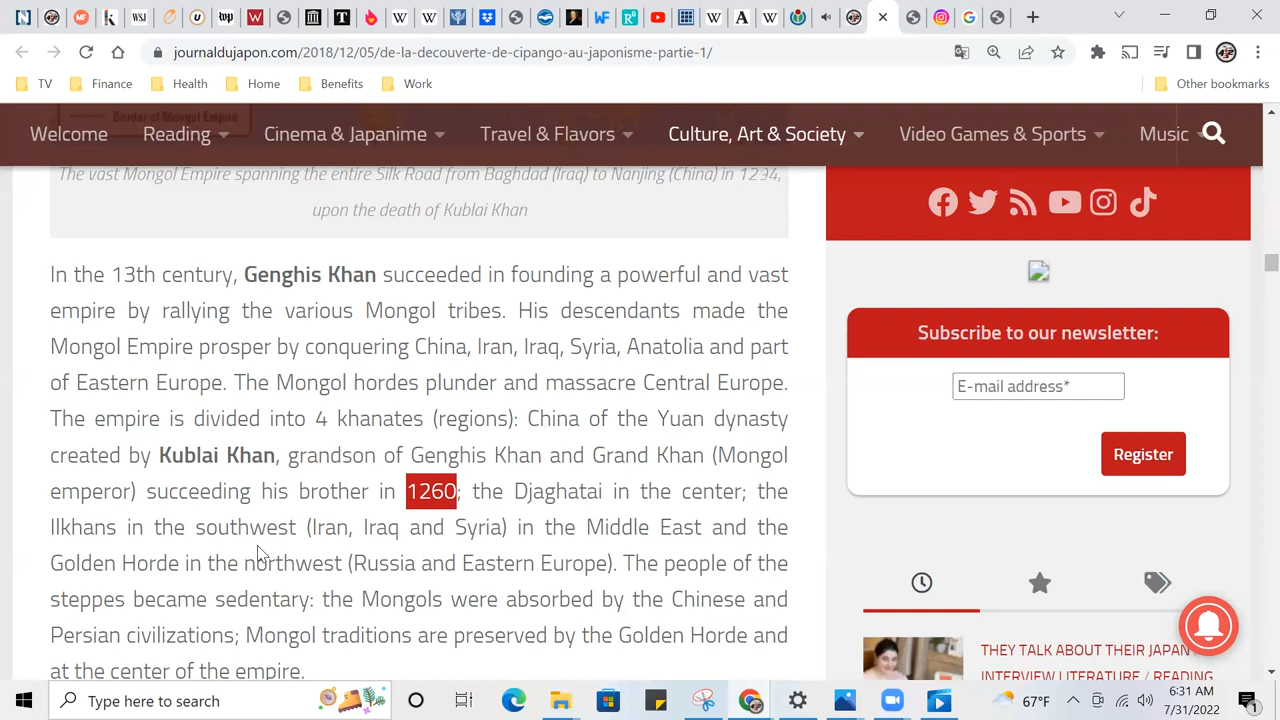 journaldujapon.com/2018/12/05/de-la-decouverte-de-cipango-au-japonisme-partie-1/
TV Finance Health Home Benefits Work Other bookmarks
Border of Mongol Empire
Welcome Reading Cinema & Japanime Travel & Flavors Culture, Art & Society Video Games & Sports Music
The vast Mongol Empire spanning the entire Silk Road from Baghdad (Iraq) to Nanjing (China) in 1294,
upon the death of Kublai Khan
In the 13th century, Genghis Khan succeeded in founding a powerful and vast
empire by rallying the various Mongol tribes. His descendants made the
Mongol Empire prosper by conquering China, Iran, Iraq, Syria, Anatolia and part
of Eastern Europe. The Mongol hordes plunder and massacre Central Europe.
The empire is divided into 4 khanates (regions): China of the Yuan dynasty
created by Kublai Khan, grandson of Genghis Khan and Grand Khan (Mongol
emperor) succeeding his brother in 1260; the Djaghatai in the center; the
Ilkhans in the southwest (Iran, Iraq and Syria) in the Middle East and the
Golden Horde in the northwest (Russia and Eastern Europe). The people of the
steppes became sedentary: the Mongols were absorbed by the Chinese and
Persian civilizations; Mongol traditions are preserved by the Golden Horde and
at the center of the empire.
Subscribe to our newsletter:
E-mail address*
Register
THEY TALK ABOUT THEIR JAPAN
INTERVIEW LITERATURE / READING
Type here to search
67°F
6:31 AM
7/31/2022
1